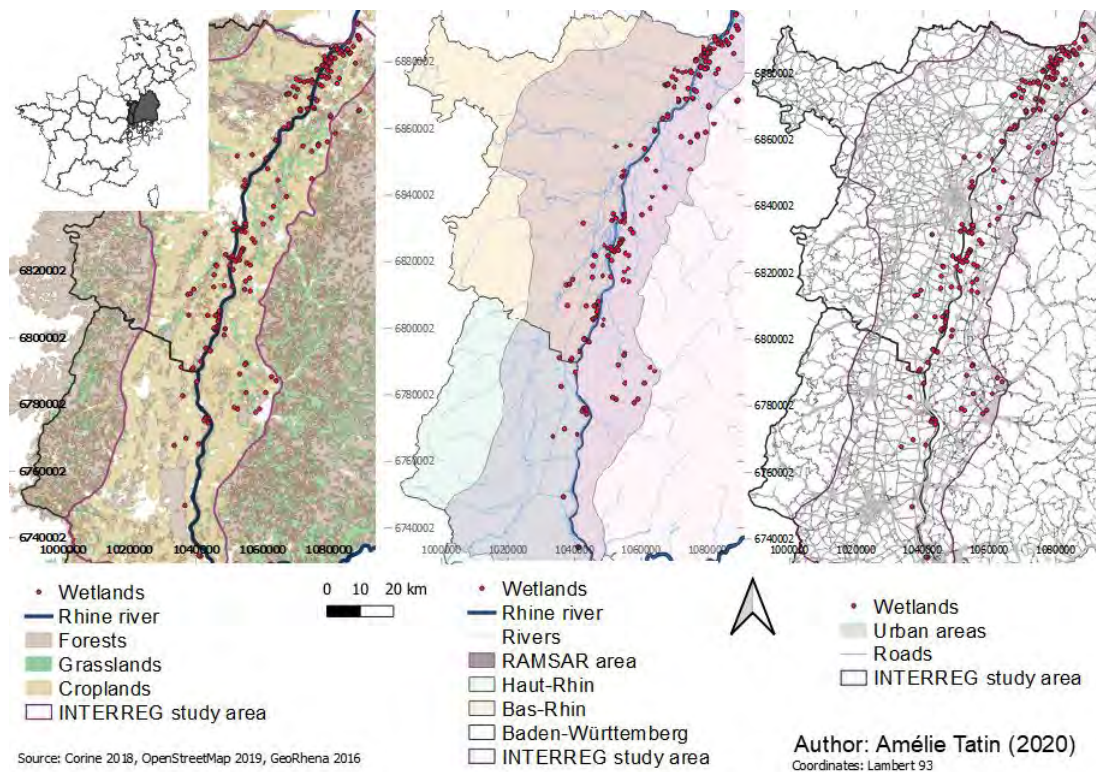 6880002
6860002
6840002
6820002
6800002
6780002
6760002
6740002
1000000 1020000 1040000 1060000 1080000
6820002
6800002
6780002
6760002
6740002
1000000 1020000 1040000 1060000 1080000
6880002
6860002
6840002
6820002
6800002
6780002
6760002
6740002
1000000 1020000 1040000 1060000 1080000
Wetlands
Rhine river
Forests
Grasslands
Croplands
INTERREG study area
0 10 20 km
Wetlands
Rhine river
Rivers
RAMSAR area
Haut-Rhin
Bas-Rhin
Baden-Württemberg
INTERREG study area
Wetlands
Urban areas
Roads
INTERREG study area
Source: Corine 2018, OpenStreetMap 2019, GeoRhena 2016
Author: Amélie Tatin (2020)
Coordinates: Lambert 93